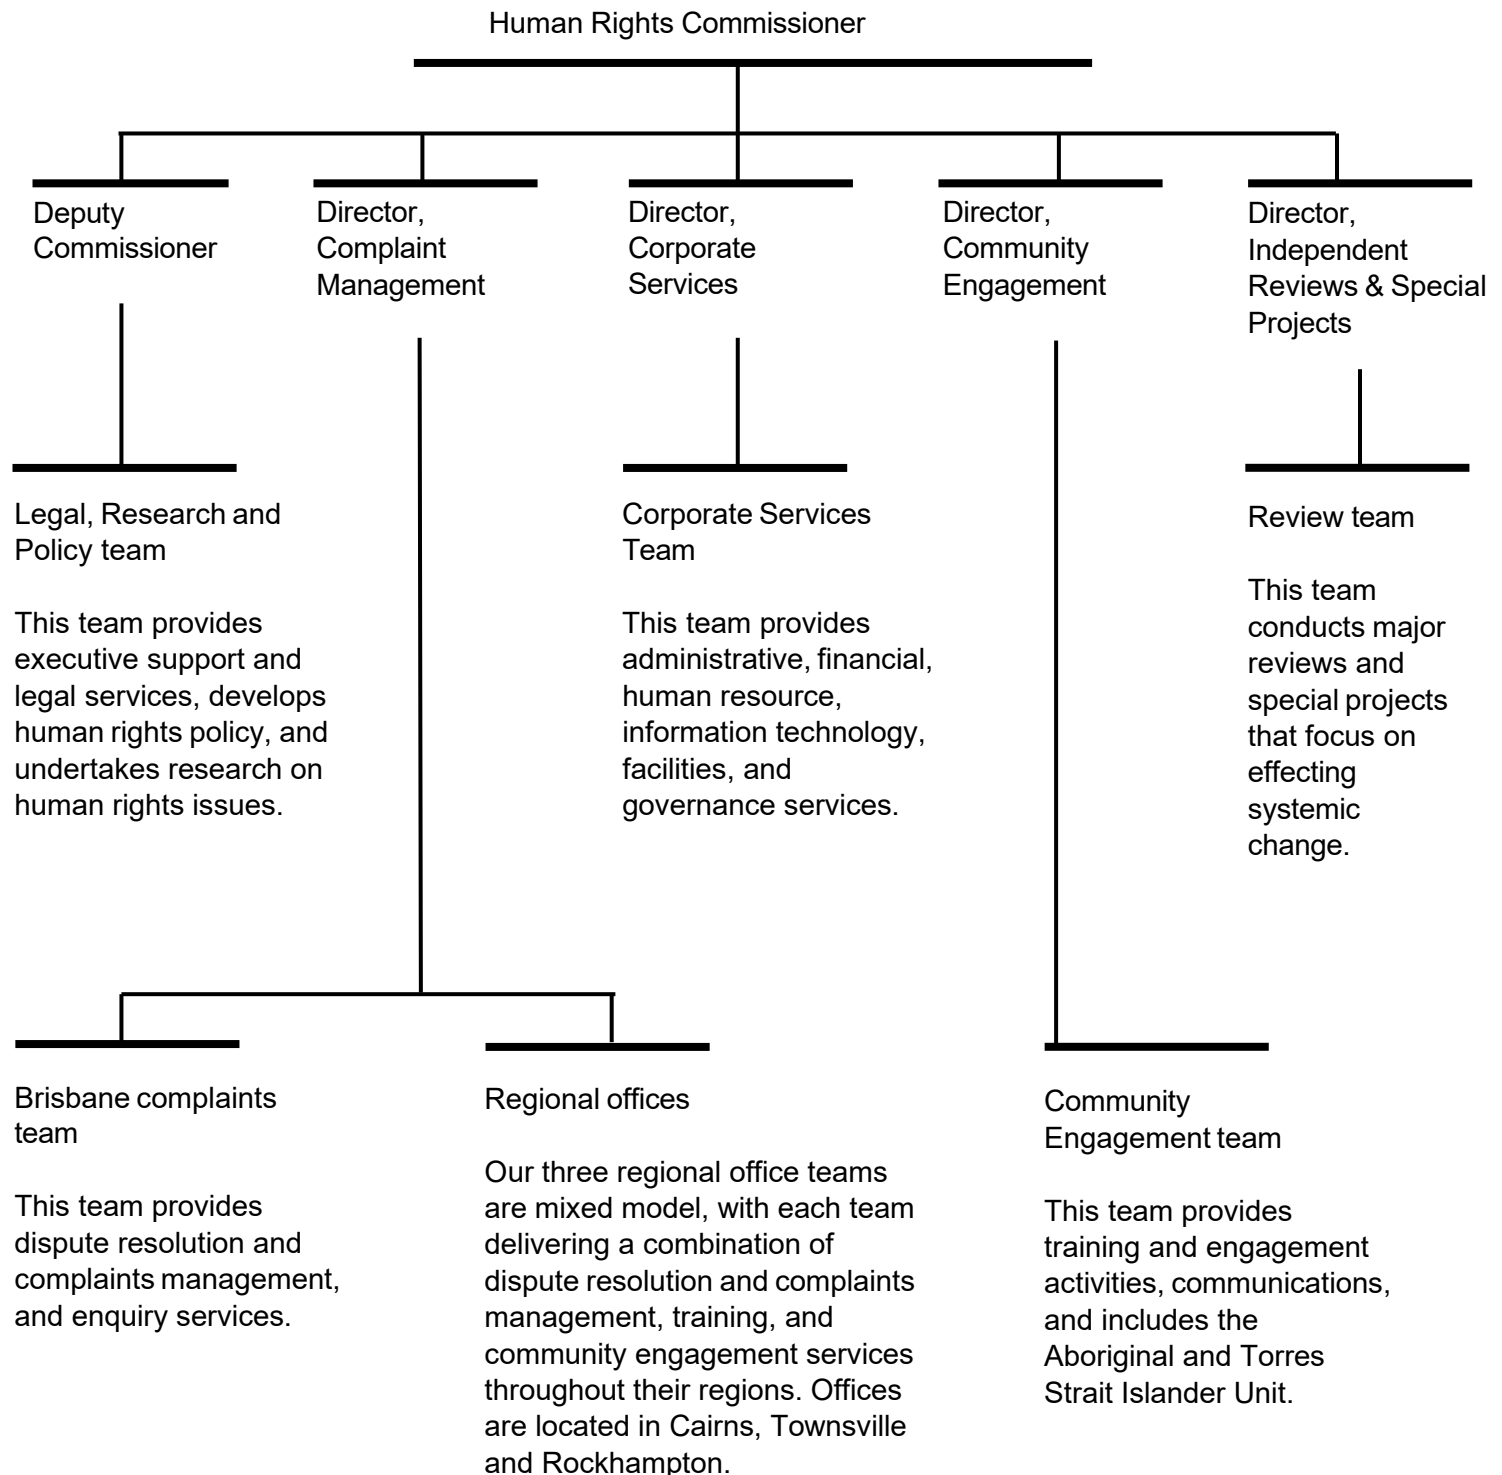 Human Rights Commissioner
Deputy
Commissioner
Director,
Complaint
Management
Director,
Corporate
Services
Director,
Community
Engagement
Director,
Independent
Reviews & Special
Projects
Legal, Research and
Policy team
This team provides
executive support and
legal services, develops
human rights policy, and
undertakes research on
human rights issues.
Corporate Services
Team
This team provides
administrative, financial,
human resource,
information technology,
facilities, and
governance services.
Review team
This team
conducts major
reviews and
special projects
that focus on
effecting
systemic
change.
Brisbane complaints
team
This team provides
dispute resolution and
complaints management,
and enquiry services.
Regional offices
Our three regional office teams
are mixed model, with each team
delivering a combination of
dispute resolution and complaints
management, training, and
community engagement services
throughout their regions. Offices
are located in Cairns, Townsville
and Rockhampton.
Community
Engagement team
This team provides
training and engagement
activities, communications,
and includes the
Aboriginal and Torres
Strait Islander Unit.